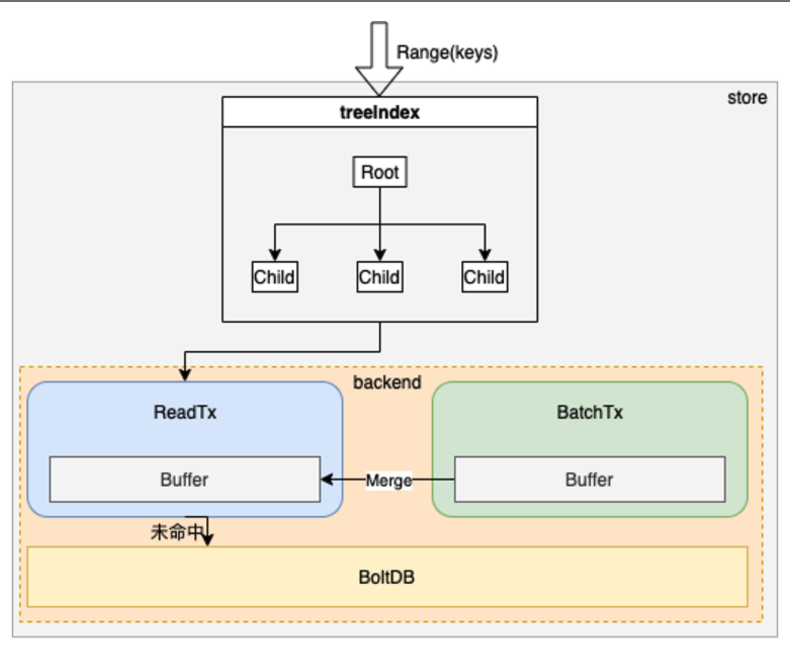 Range(keys)
store
treeIndex
Root
Child
Child
Child
backend
ReadTx
BatchTx
Buffer
Merge
Buffer
未命中
BoltDB